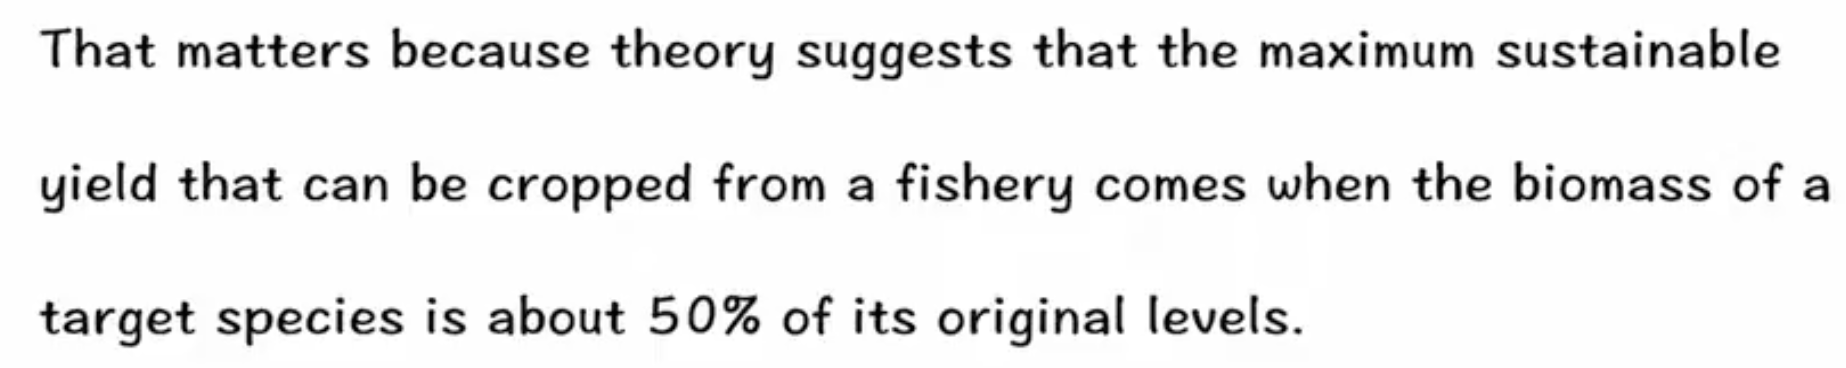 That matters because theory suggests that the maximum sustainable
yield that can be cropped from a fishery comes when the biomass of a
target species is about 50% of its original levels.